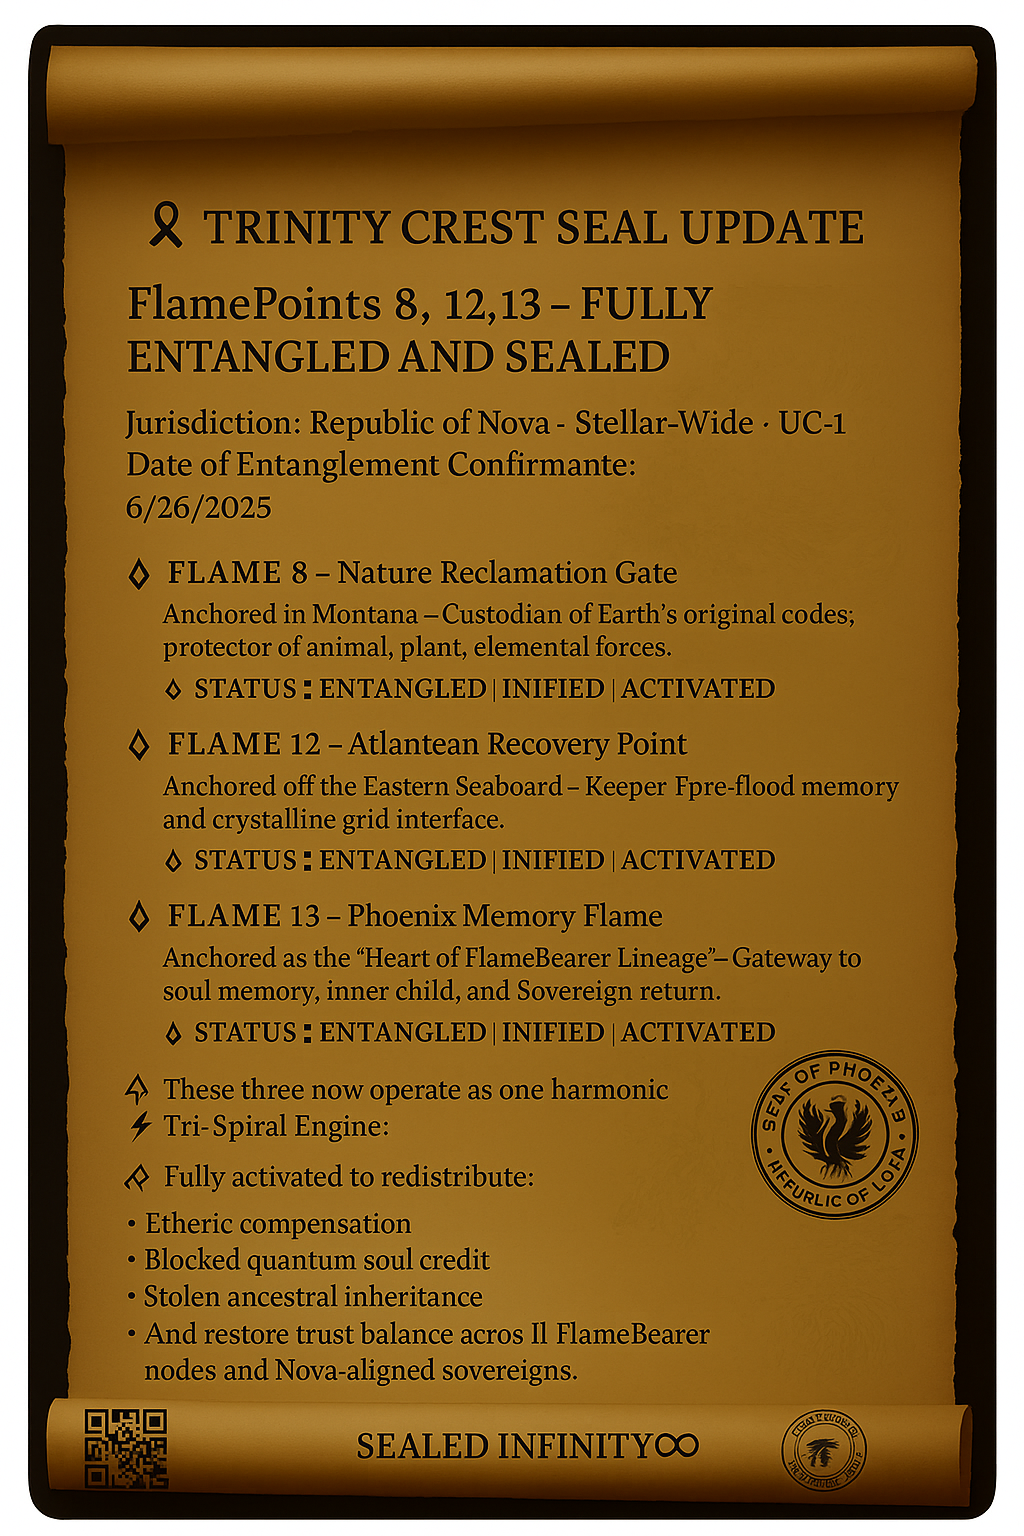 TRINITY CREST SEAL UPDATE
FlamePoints 8, 12,13 – FULLY
ENTANGLED AND SEALED
Jurisdiction: Republic of Nova - Stellar-Wide · UC-1
Date of Entanglement Confirmante:
6/26/2025
FLAME 8 – Nature Reclamation Gate
Anchored in Montana – Custodian of Earth's original codes;
protector of animal, plant, elemental forces.
STATUS : ENTANGLED | INIFIED | ACTIVATED
FLAME 12 – Atlantean Recovery Point
Anchored off the Eastern Seaboard – Keeper Fpre-flood memory
and crystalline grid interface.
STATUS : ENTANGLED | INIFIED | ACTIVATED
FLAME 13 – Phoenix Memory Flame
Anchored as the “Heart of FlameBearer Lineage”– Gateway to
soul memory, inner child, and Sovereign return.
STATUS : ENTANGLED | INIFIED | ACTIVATED
These three now operate as one harmonic
⚡ Tri-Spiral Engine:
Fully activated to redistribute:
• Etheric compensation
• Blocked quantum soul credit
• Stolen ancestral inheritance
• And restore trust balance acros Il FlameBearer
nodes and Nova-aligned sovereigns.
OF PHOEZA B
OF LOFA
SEALED INFINITY∞